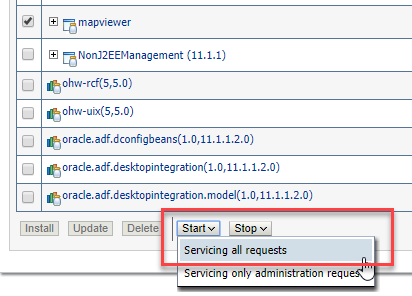 mapviewer
NonJ2EEManagement (11.1.1)
ohw-rcf(5,5.0)
ohw-uix(5,5.0)
oracle.adf.dconfigbeans(1.0,11.1.1.2.0)
oracle.adf.desktopintegration(1.0,11.1.1.2.0)
oracle.adf.desktopintegration.model(1.0,11.1.1.2.0)
Install Update Delete Start Stop
Servicing all requests
Servicing only administration requests